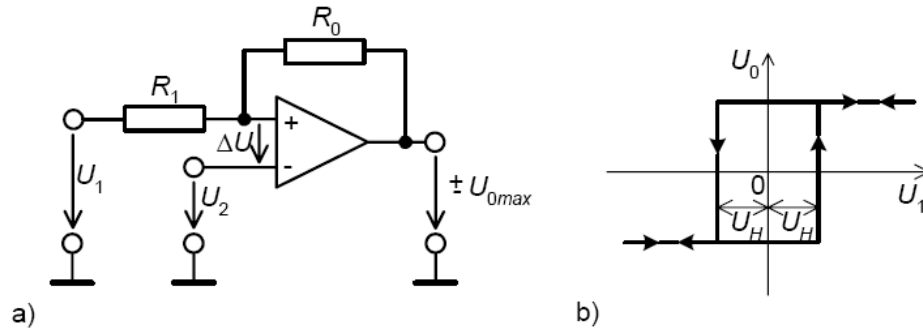 R0
R1
+
ΔU
-
U1
U2
± U0max
a)
U0
0
U1
UH
UH
b)